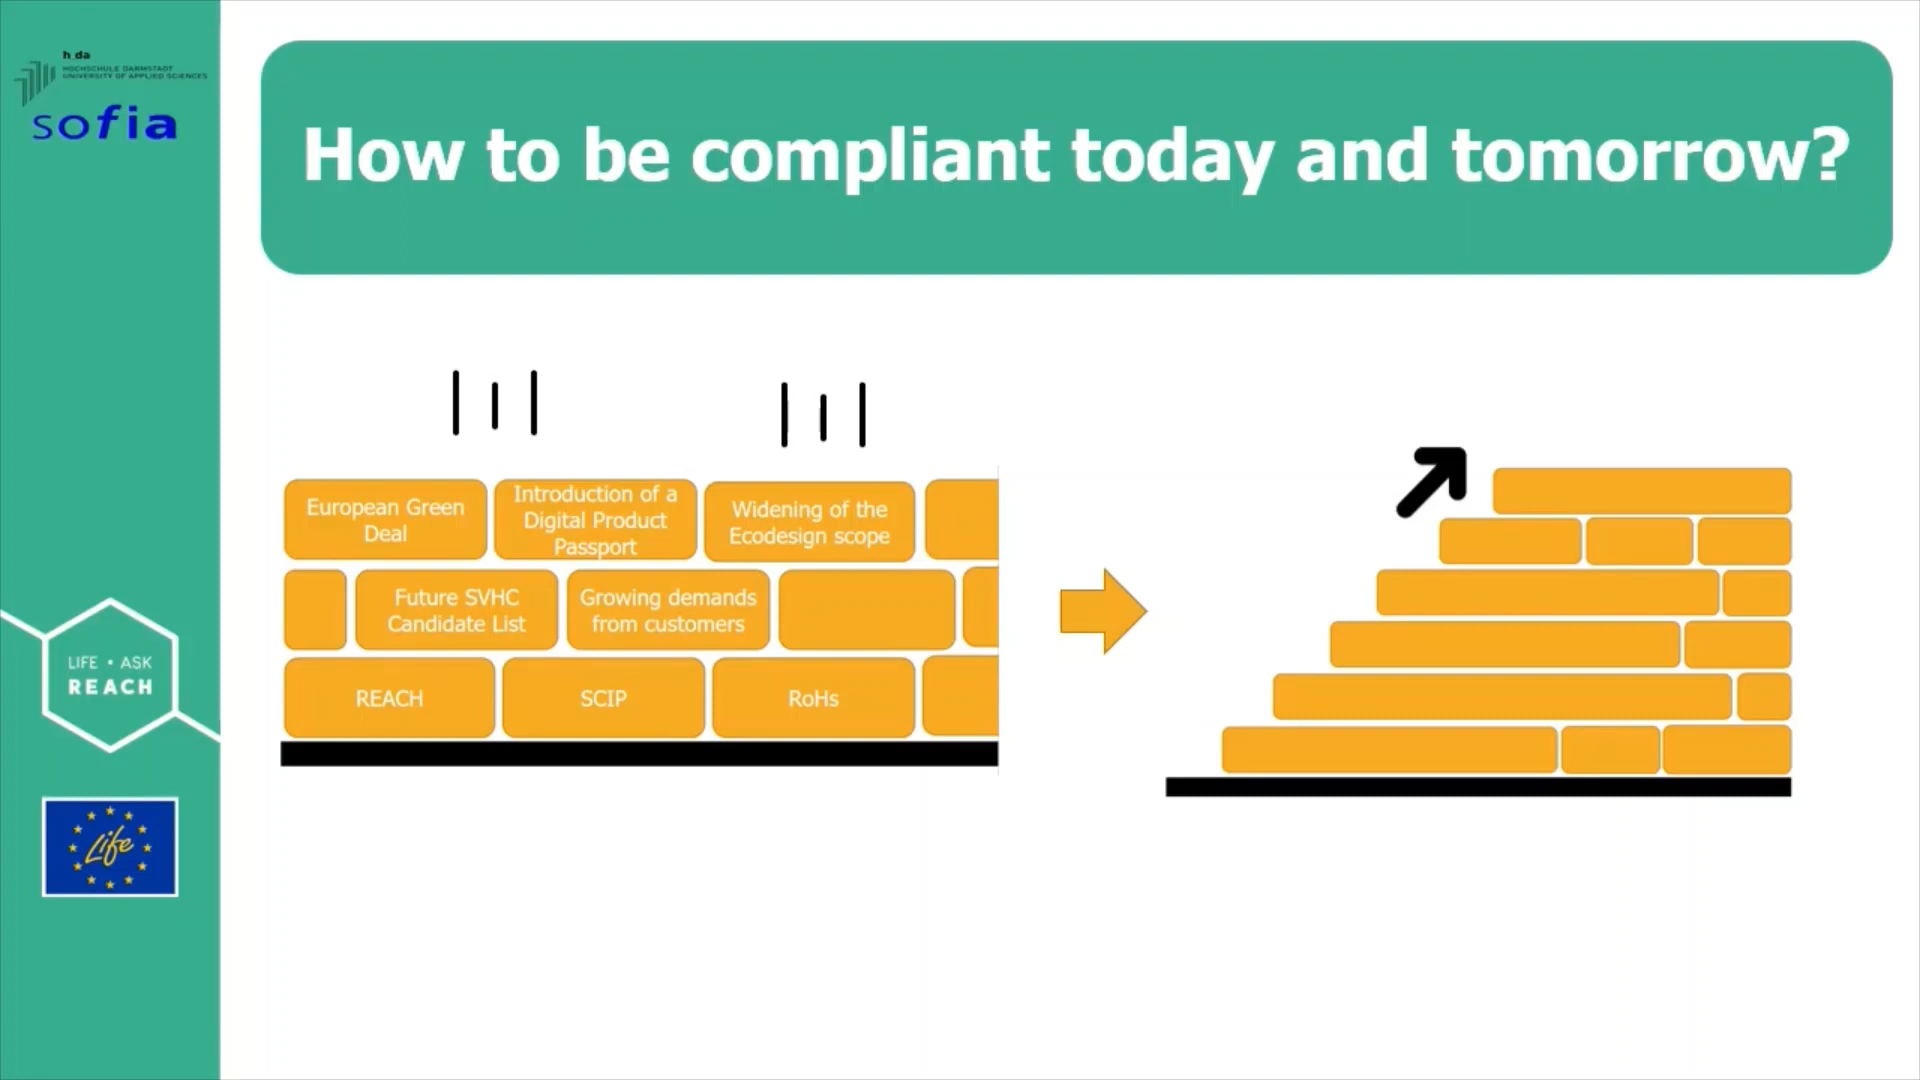 h_da
HOCHSCHULE DARMSTADT
UNIVERSITY OF APPLIED SCIENCES
sofia
How to be compliant today and tomorrow?
European Green
Deal
Introduction of a
Digital Product
Passport
Widening of the
Ecodesign scope
Future SVHC
Candidate List
Growing demands
from customers
REACH
SCIP
RoHs
LIFE • ASK
REACH
Life